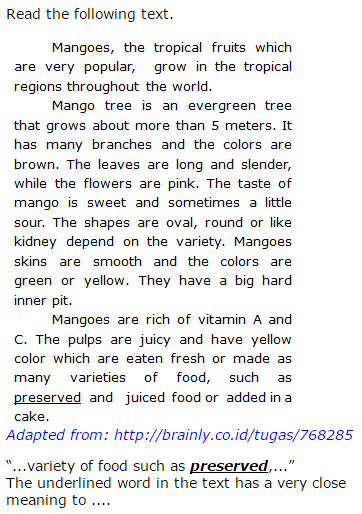 Read the following text.
Mangoes, the tropical fruits which
are very popular, grow in the tropical
regions throughout the world.
Mango tree is an evergreen tree
that grows about more than 5 meters. It
has many branches and the colors are
brown. The leaves are long and slender,
while the flowers are pink. The taste of
mango is sweet and sometimes a little
sour. The shapes are oval, round or like
kidney depend on the variety. Mangoes
skins are smooth and the colors are
green or yellow. They have a big hard
inner pit.
Mangoes are rich of vitamin A and
C. The pulps are juicy and have yellow
color which are eaten fresh or made as
many varieties of food, such as
preserved and juiced food or added in a
cake.
Adapted from: http://brainly.co.id/tugas/768285
“...variety of food such as preserved,...”
The underlined word in the text has a very close
meaning to ....